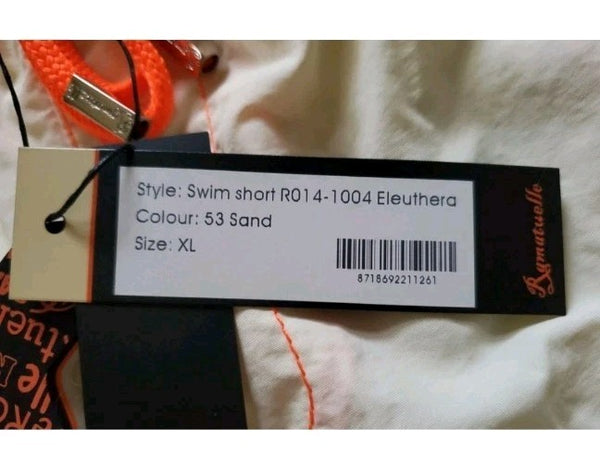 Style: Swim short R014-1004 Eleuthera
Colour: 53 Sand
Size: XL
8718692211261
Ramatuelle